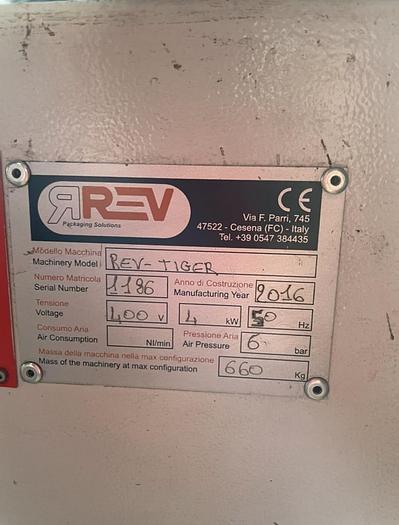 RREV
Packaging Solutions
CE
Via F. Parri, 745
47522 - Cesena (FC) - Italy
Tel. +39 0547 384435
Modello Macchina
Machinery Model REV-TIGER
Numero Matricola Anno di Costruzione
Serial Number 1186 Manufacturing Year 2016
Tensione
Voltage 400 V 4 kW 50 Hz
Consumo Aria Pressione Aria
Air Consumption Nl/min Air Pressure 6 bar
Massa della macchina nella max configurazione
Mass of the machinery at max configuration 660 Kg